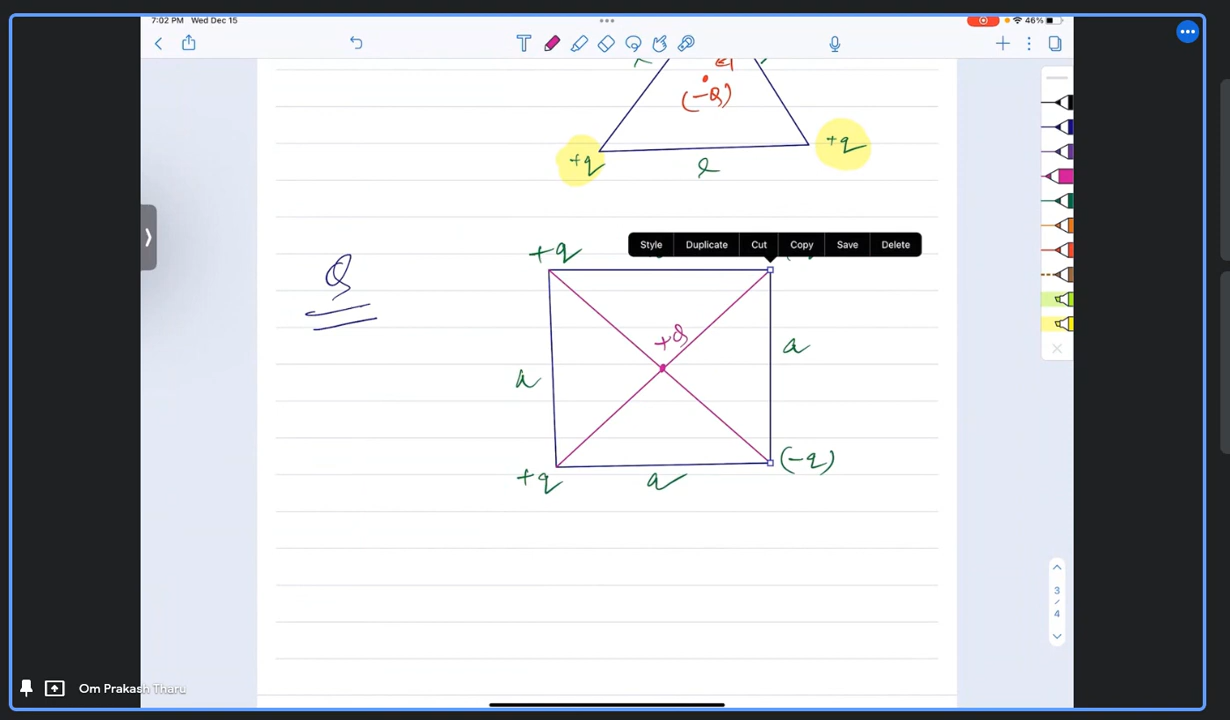 7:02 PM Wed Dec 15
46%
T
(-Q)
+q
+q
l
Q
+q
Style Duplicate Cut Copy Save Delete
+Q
a
a
(-q)
+q
a
3
/
4
Om Prakash Tharu